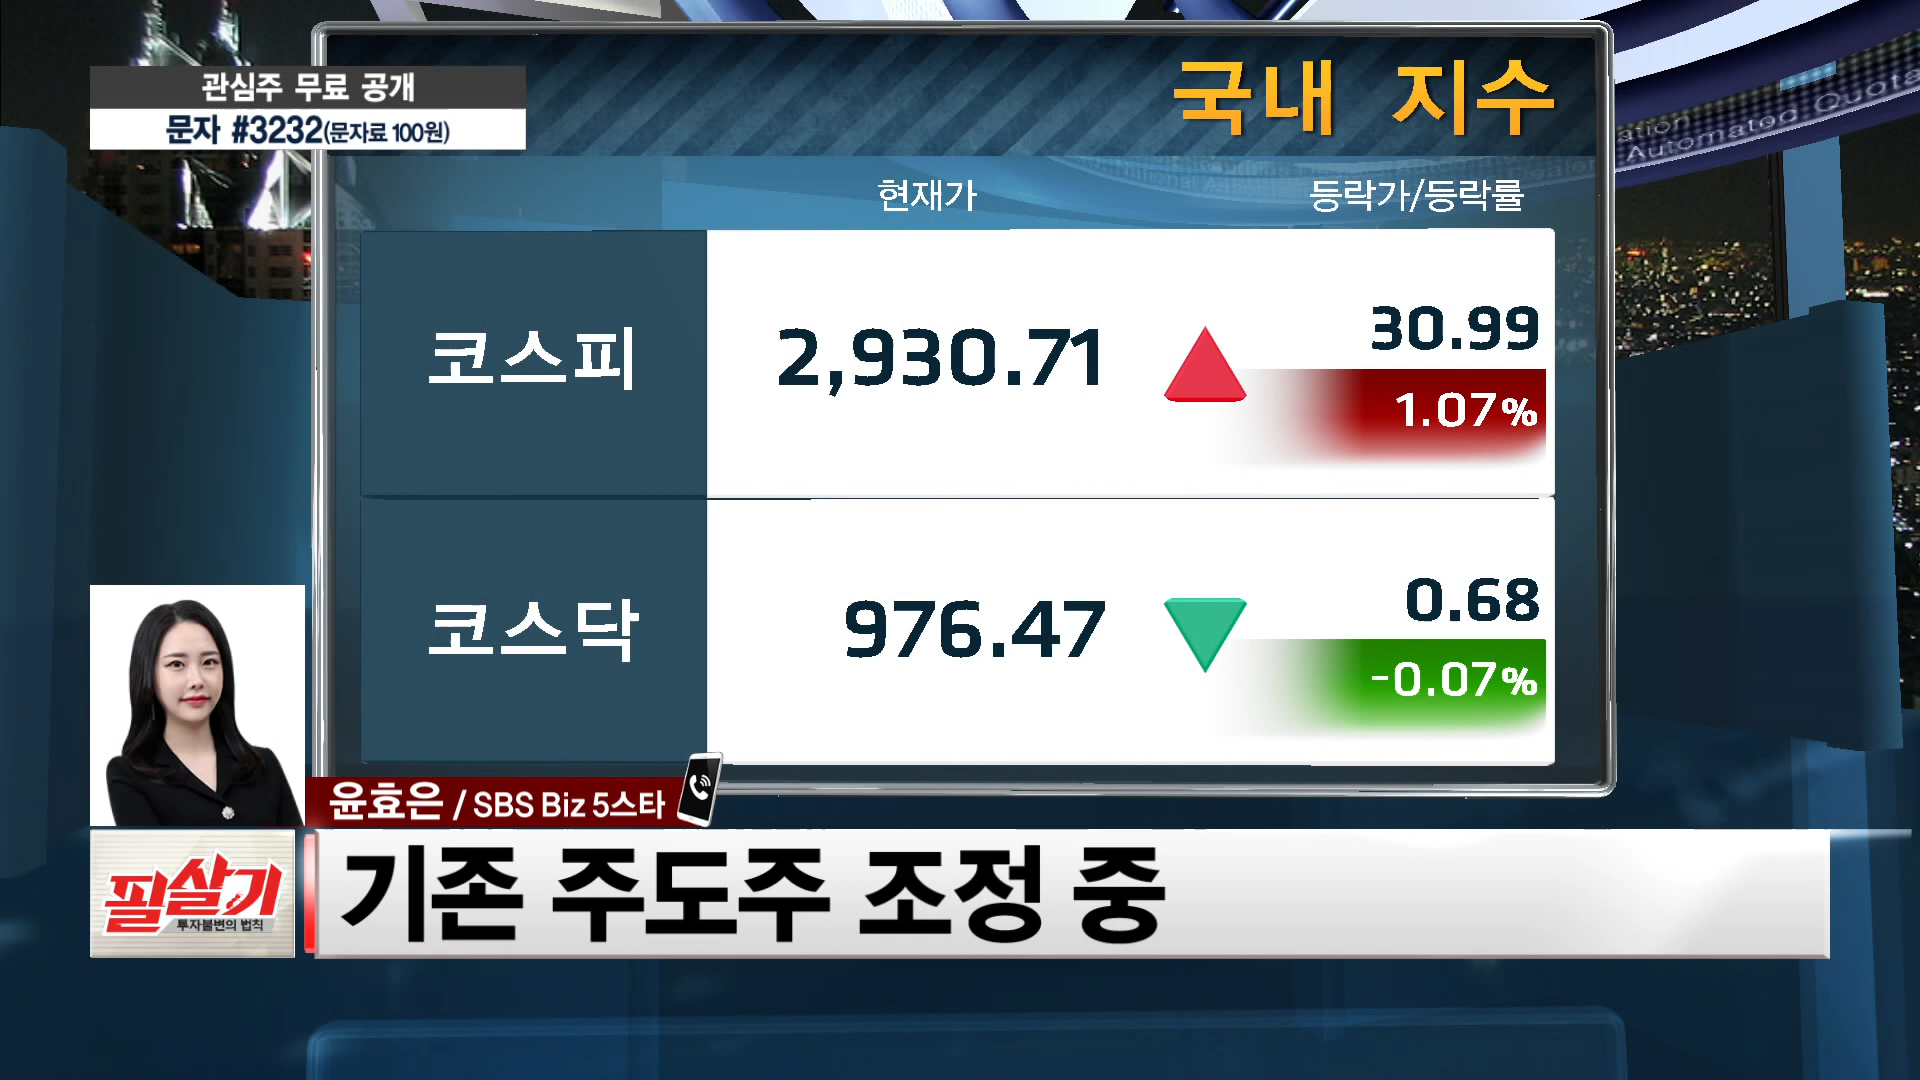 관심주 무료 공개
문자 #3232(문자료 100원)
국내 지수
현재가 등락가/등락률
코스피 2,930.71 ▲ 30.99
1.07%
코스닥 976.47 ▼ 0.68
-0.07%
윤효은 / SBS Biz 5스타
필살기
투자불변의 법칙
기존 주도주 조정 중
Automated Quota